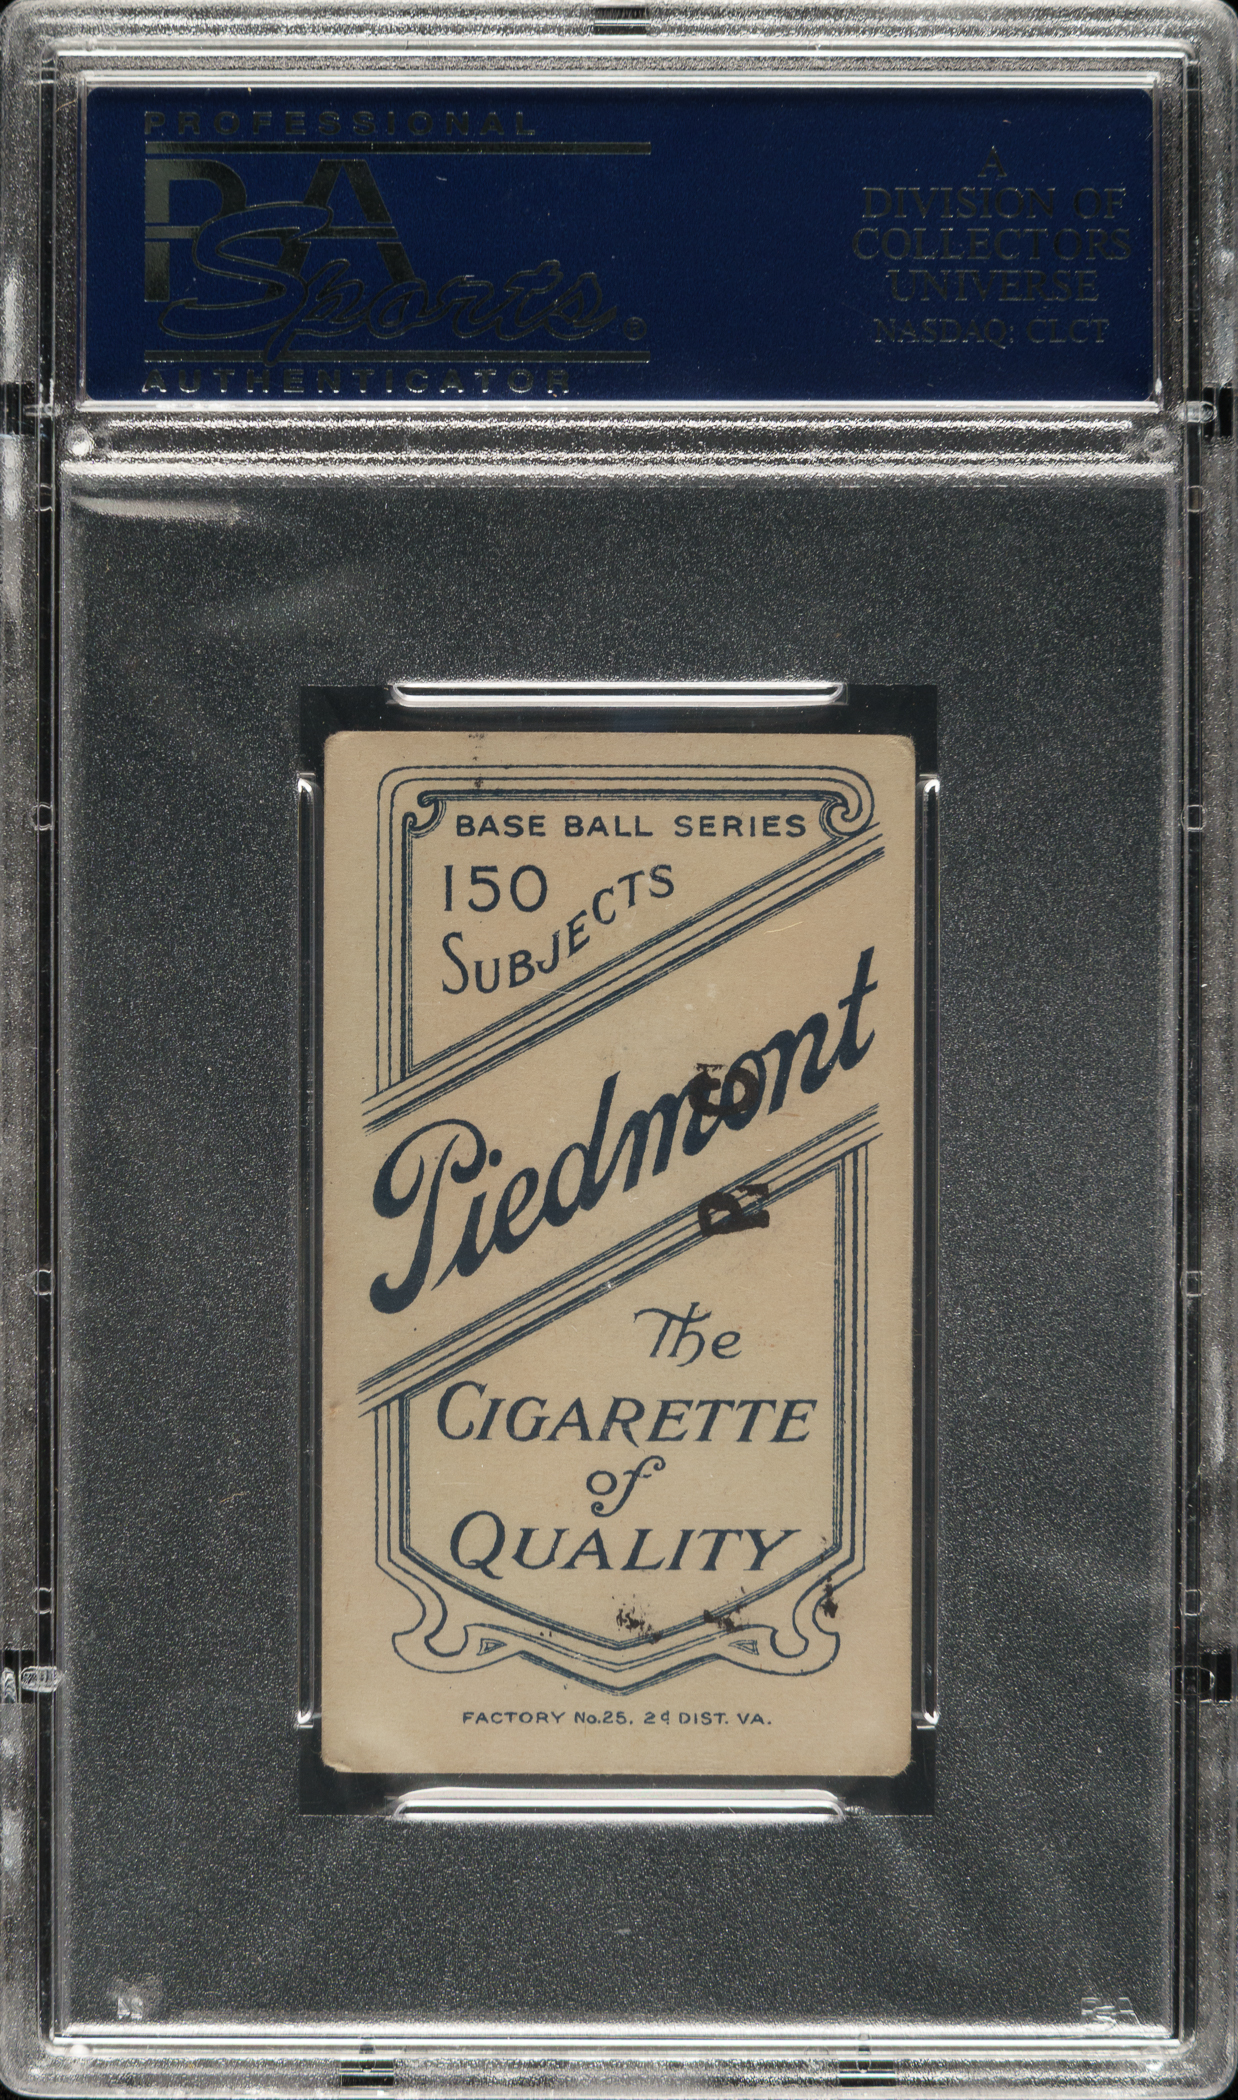 PROFESSIONAL
PSA
Sports®
AUTHENTICATOR
A
DIVISION OF
COLLECTORS
UNIVERSE
NASDAQ: CLCT
BASE BALL SERIES
150
SUBJECTS
Piedmont
R
The
CIGARETTE
of
QUALITY
FACTORY No.25. 2d DIST. VA.
PSA